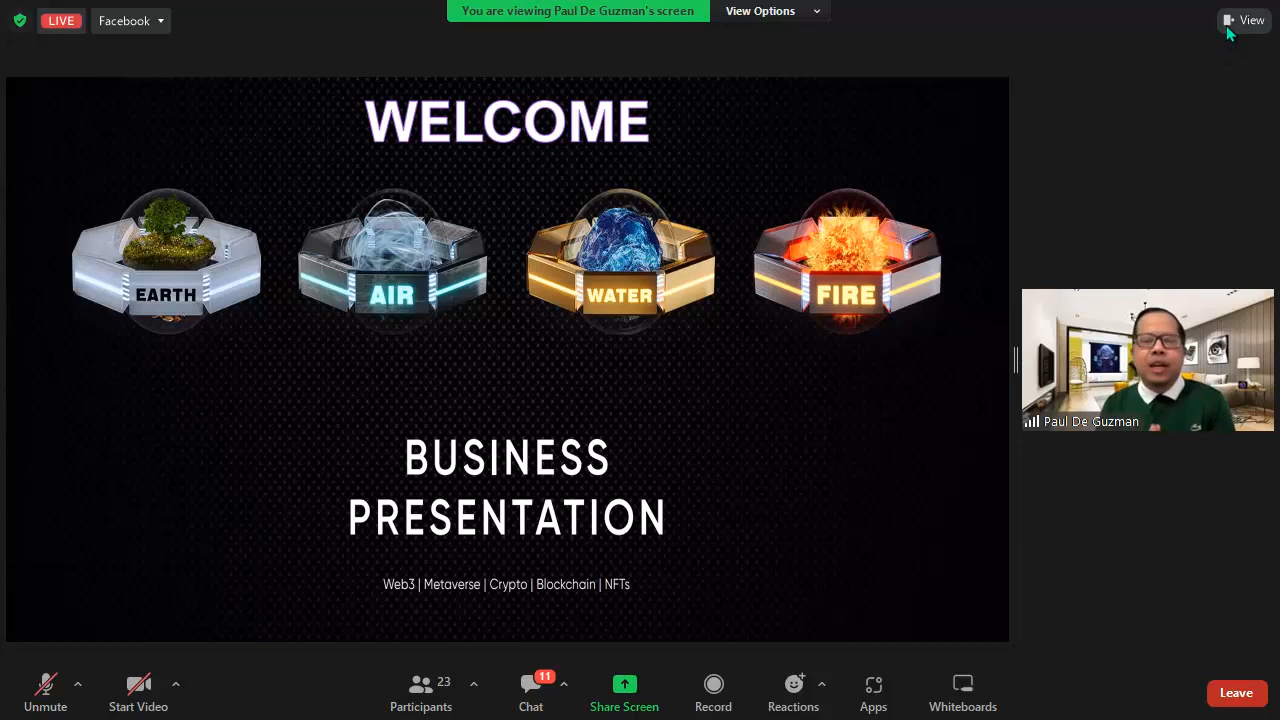 LIVE
Facebook
You are viewing Paul De Guzman's screen
View Options
View
WELCOME
EARTH
AIR
WATER
FIRE
Paul De Guzman
BUSINESS
PRESENTATION
Web3 | Metaverse | Crypto | Blockchain | NFTs
Unmute
Start Video
Participants
23
Chat
11
Share Screen
Record
Reactions
Apps
Whiteboards
Leave